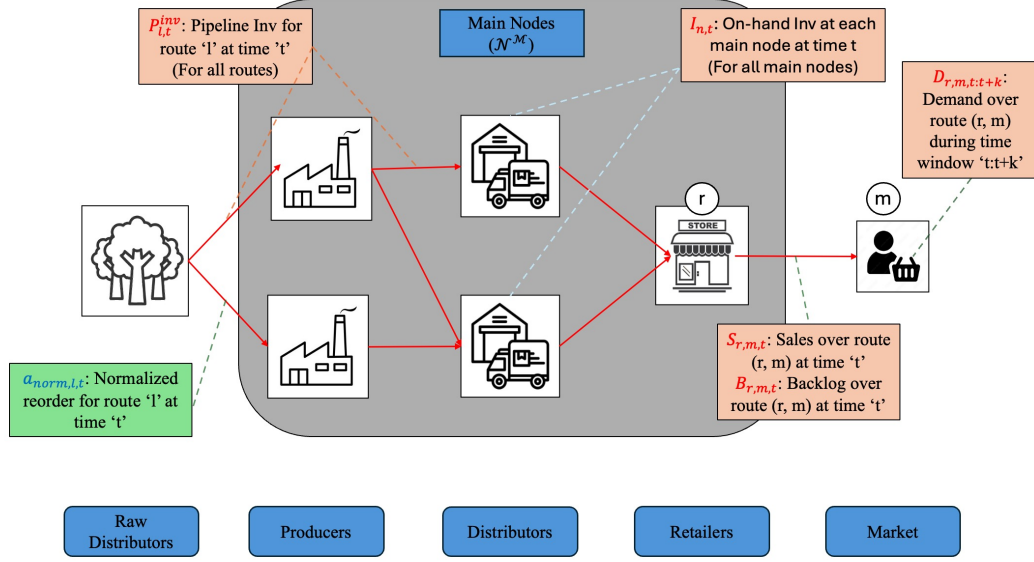 P_{l,t}^{inv}: Pipeline Inv for
route ‘l’ at time ’t’
(For all routes)
Main Nodes
(𝒩^ℳ)
I_{n,t}: On-hand Inv at each
main node at time t
(For all main nodes)
D_{r,m,t:t+k}:
Demand over
route (r, m)
during time
window ‘t:t+k’
r
m
STORE
a_{norm,l,t}: Normalized
reorder for route ‘l’ at
time ‘t’
S_{r,m,t}: Sales over route
(r, m) at time ‘t’
B_{r,m,t}: Backlog over
route (r, m) at time ‘t’
Raw
Distributors
Producers
Distributors
Retailers
Market